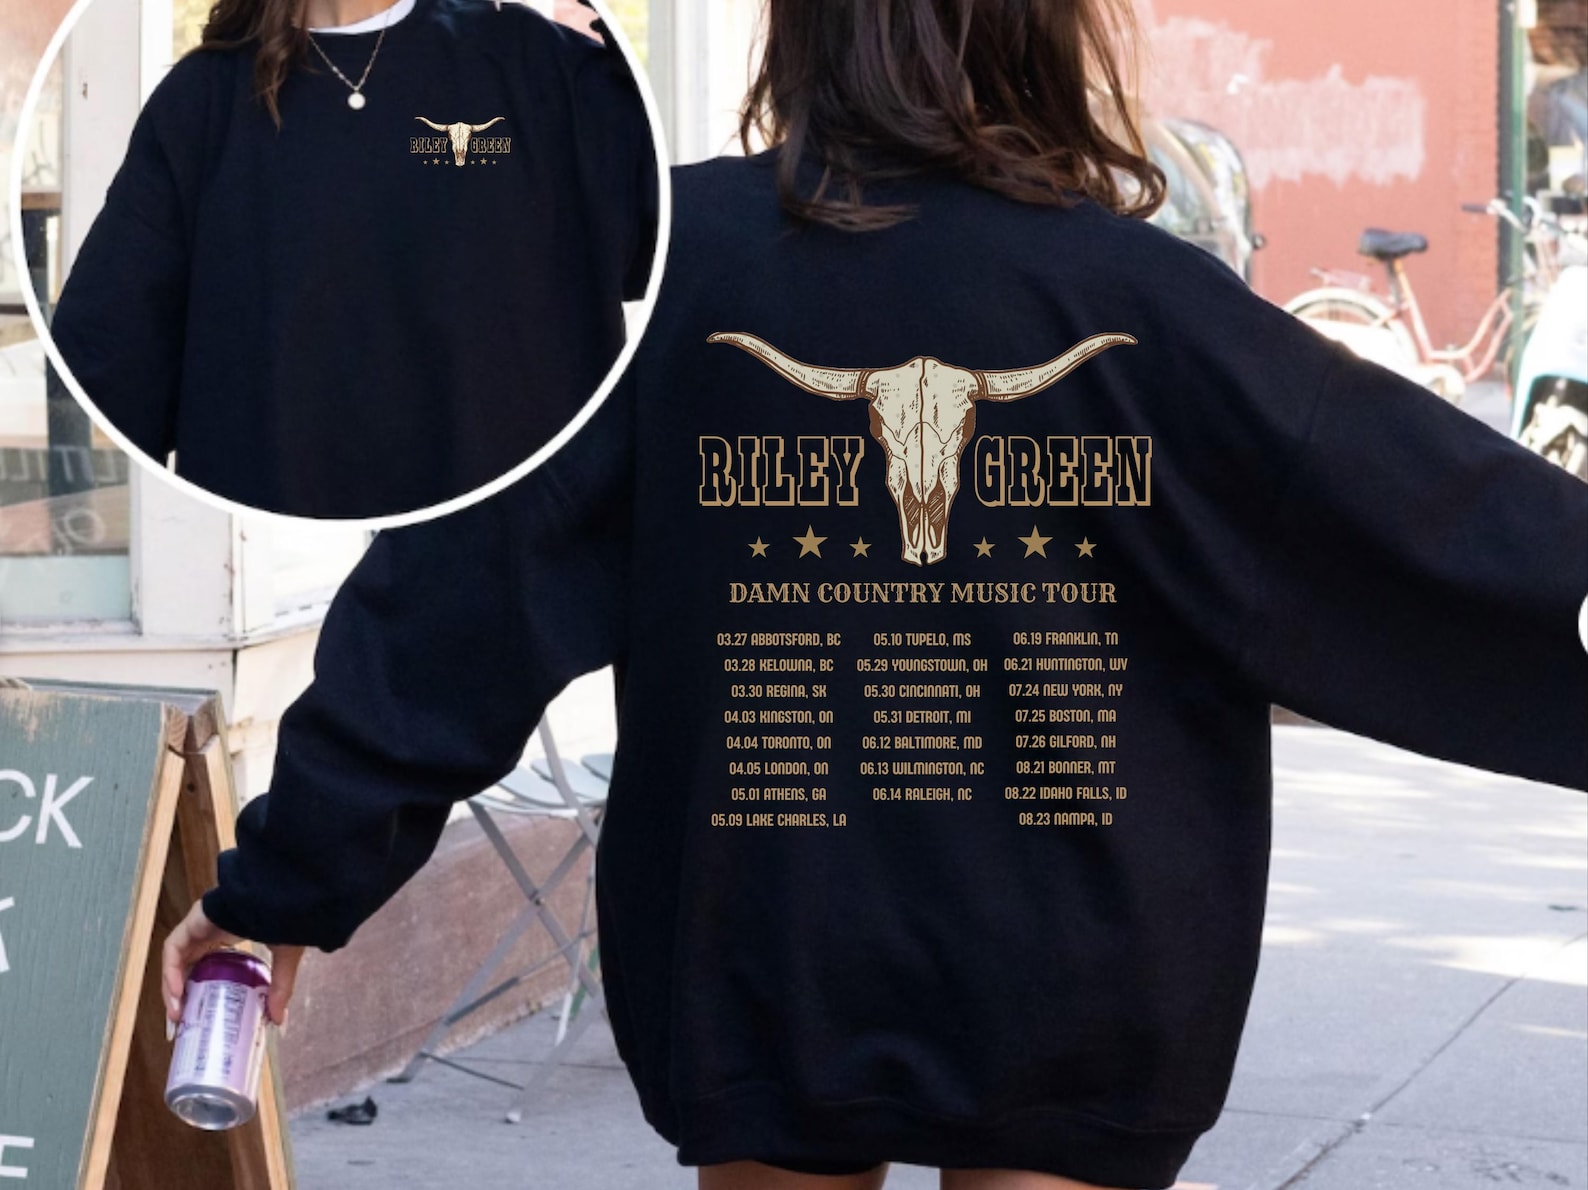 RILEY GREEN
RILEY GREEN
DAMN COUNTRY MUSIC TOUR
03.27 ABBOTSFORD, BC
03.28 KELOWNA, BC
03.30 REGINA, SK
04.03 KINGSTON, ON
04.04 TORONTO, ON
04.05 LONDON, ON
05.01 ATHENS, GA
05.09 LAKE CHARLES, LA
05.10 TUPELO, MS
05.29 YOUNGSTOWN, OH
05.30 CINCINNATI, OH
05.31 DETROIT, MI
06.12 BALTIMORE, MD
06.13 WILMINGTON, NC
06.14 RALEIGH, NC
06.19 FRANKLIN, TN
06.21 HUNTINGTON, WV
07.24 NEW YORK, NY
07.25 BOSTON, MA
07.26 GILFORD, NH
08.21 BONNER, MT
08.22 IDAHO FALLS, ID
08.23 NAMPA, ID
CK